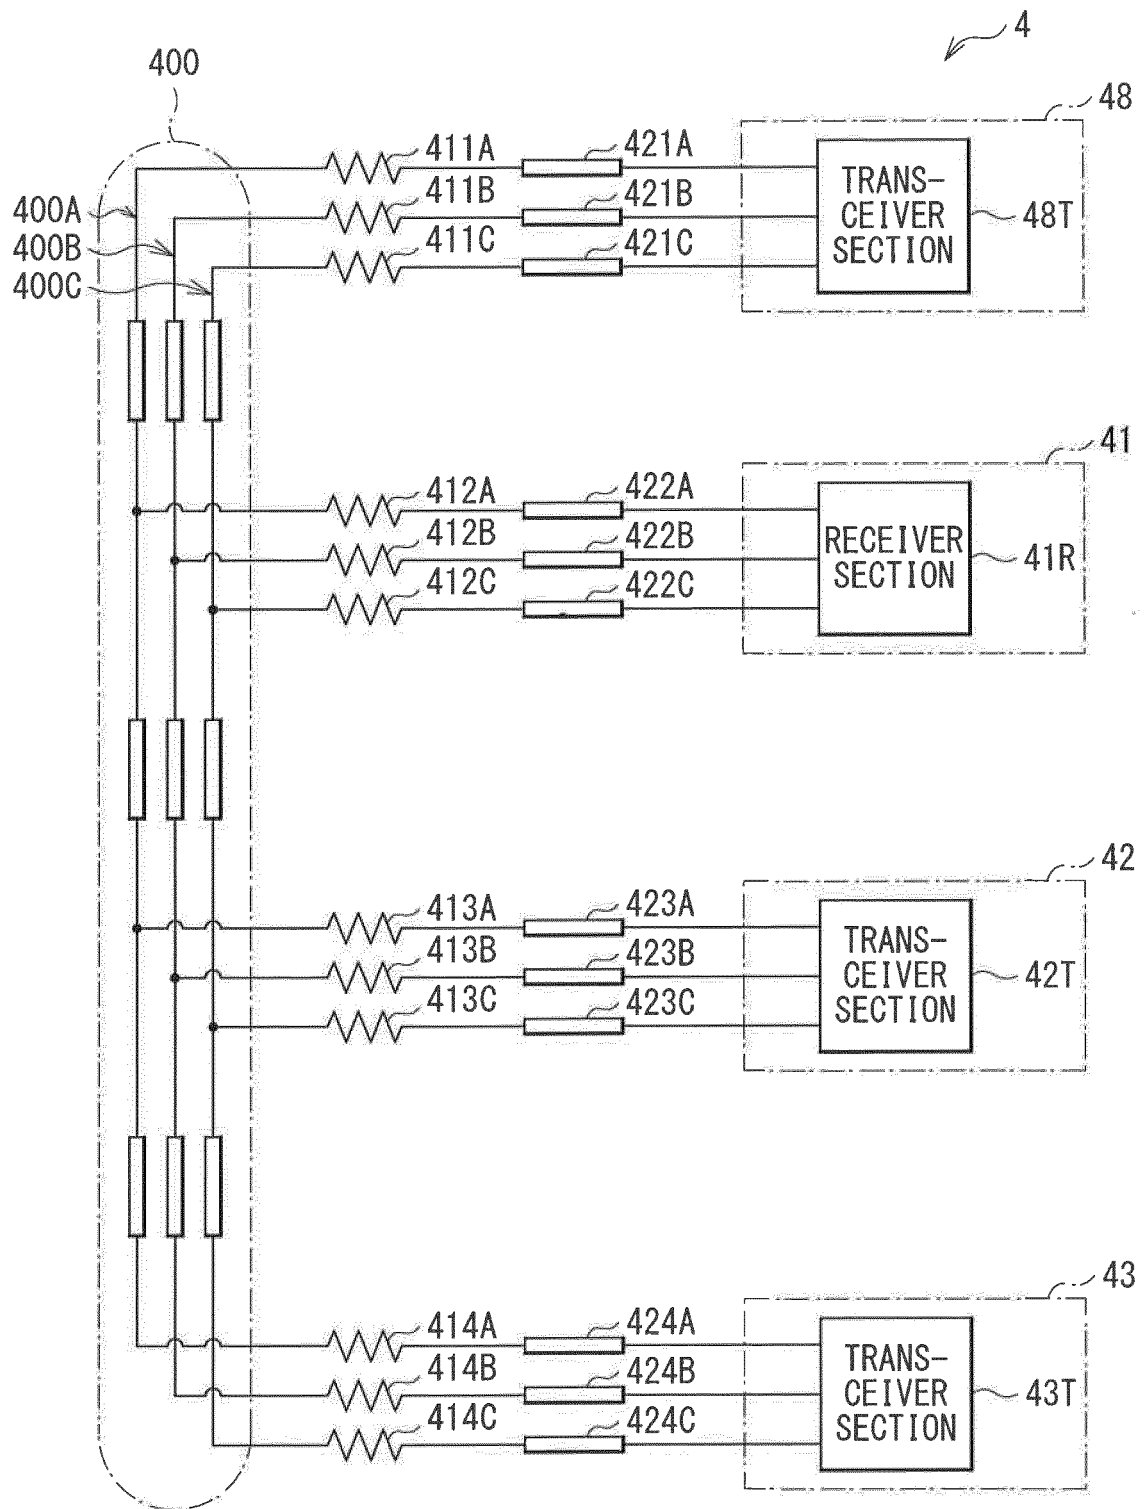 4
400
48
411A
421A
411B
421B
411C
421C
400A
400B
400C
TRANS-
CEIVER
SECTION
48T
41
412A
422A
412B
422B
412C
422C
RECEIVER
SECTION
41R
42
413A
423A
413B
423B
413C
423C
TRANS-
CEIVER
SECTION
42T
43
414A
424A
414B
424B
414C
424C
TRANS-
CEIVER
SECTION
43T